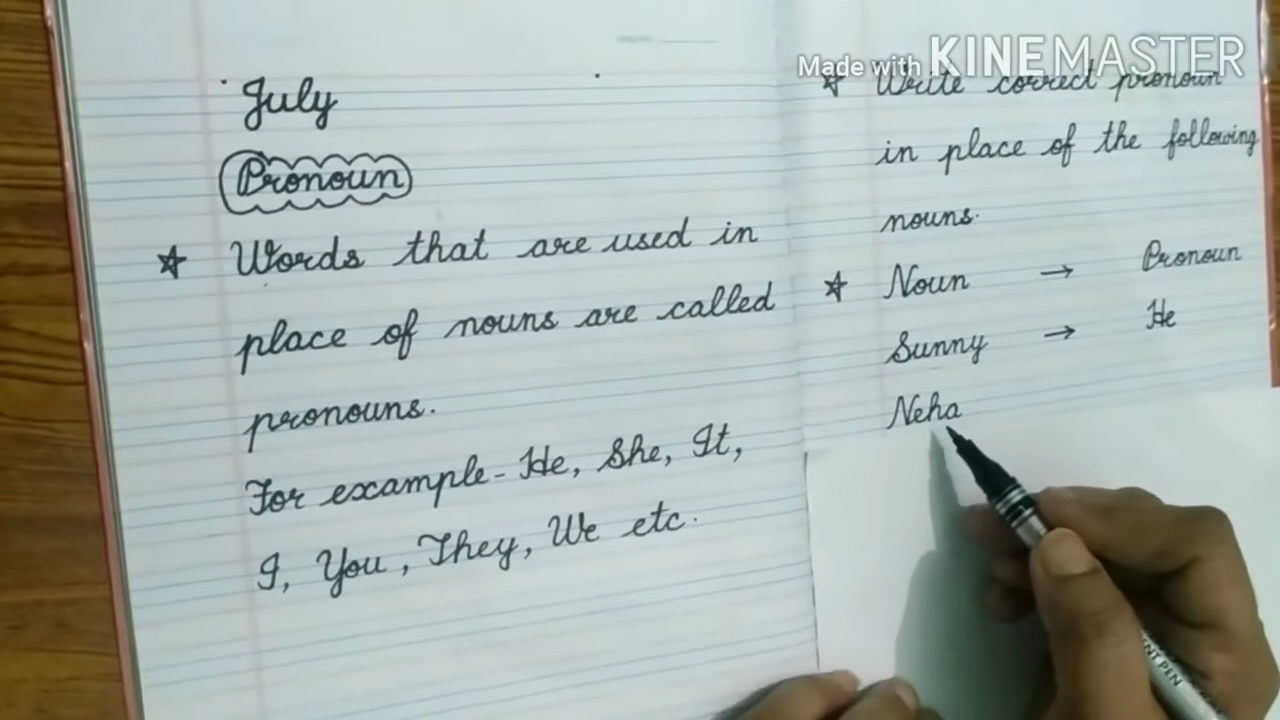 July
Pronoun
☆ Words that are used in
place of nouns are called
pronouns.
For example - He, She, It,
I, You, They, We etc.
Made with KINEMASTER
☆ Write correct pronoun
in place of the following
nouns.
☆ Noun → Pronoun
Sunny → He
Neha